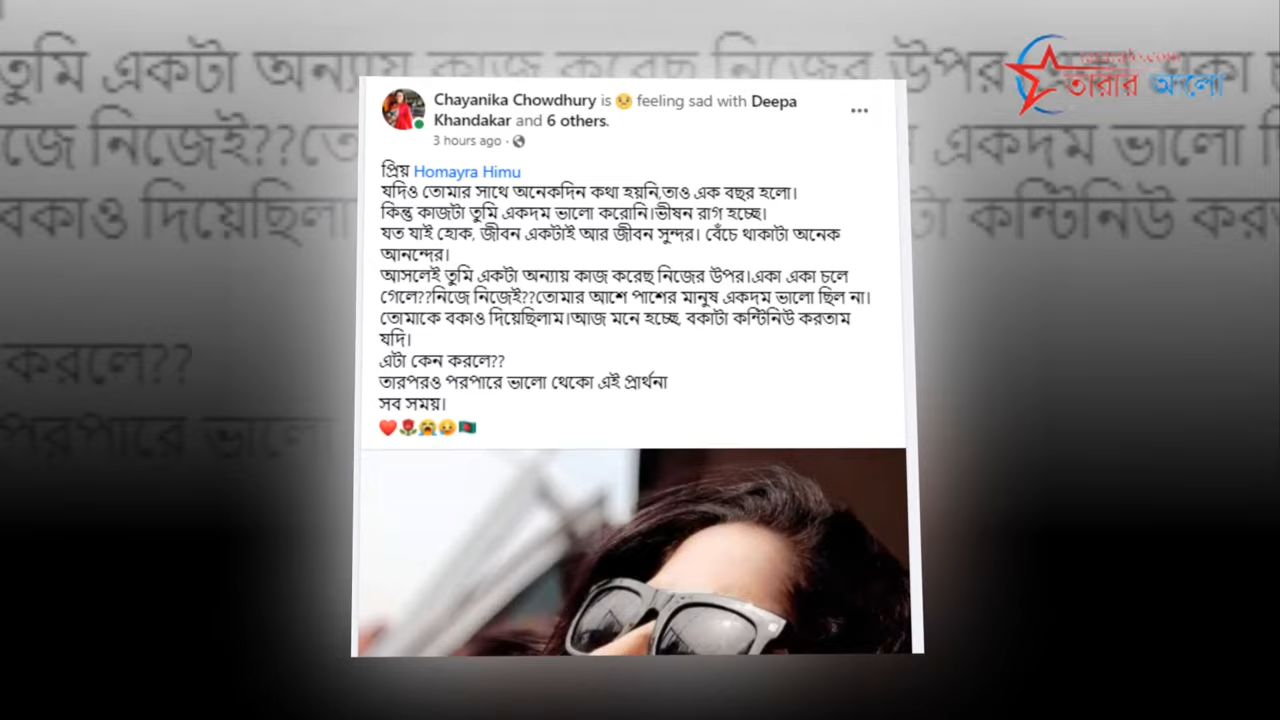 তারার আলো
Chayanika Chowdhury is 😔 feeling sad with Deepa
Khandakar and 6 others.
3 hours ago
প্রিয় Homayra Himu
যদিও তোমার সাথে অনেকদিন কথা হয়নি,তাও এক বছর হলো।
কিন্তু কাজটা তুমি একদম ভালো করোনি।ভীষন রাগ হচ্ছে।
যত যাই হোক, জীবন একটাই আর জীবন সুন্দর। বেঁচে থাকাটা অনেক
আনন্দের।
আসলেই তুমি একটা অন্যায় কাজ করেছ নিজের উপর।একা একা চলে
গেলে??নিজে নিজেই??তোমার আশে পাশের মানুষ একদম ভালো ছিল না।
তোমাকে বকাও দিয়েছিলাম।আজ মনে হচ্ছে, বকাটা কন্টিনিউ করতাম
যদি।
এটা কেন করলে??
তারপরও পরপারে ভালো থেকো এই প্রার্থনা
সব সময়।
❤️🌹😭😢🇧🇩